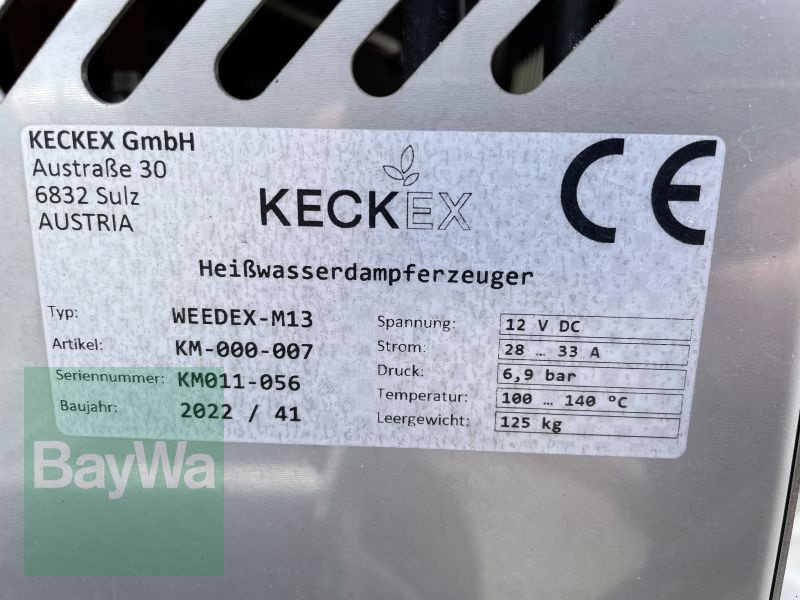 KECKEX GmbH
Austraße 30
6832 Sulz
AUSTRIA
KECKEX
CE
Heißwasserdampferzeuger
Typ: WEEDEX-M13
Artikel: KM-000-007
Seriennummer: KM011-056
Baujahr: 2022 / 41
Spannung: 12 V DC
Strom: 28 … 33 A
Druck: 6,9 bar
Temperatur: 100 … 140 ºC
Leergewicht: 125 kg
BayWa